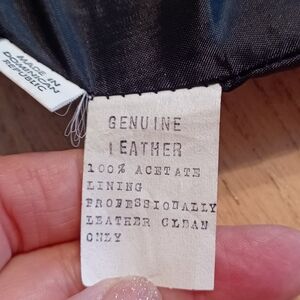 MADE IN
DOMINICAN
REPUBLIC
GENUINE
LEATHER
100% ACETATE
LINING
PROFESSIONALLY
LEATHER CLEAN
ONLY